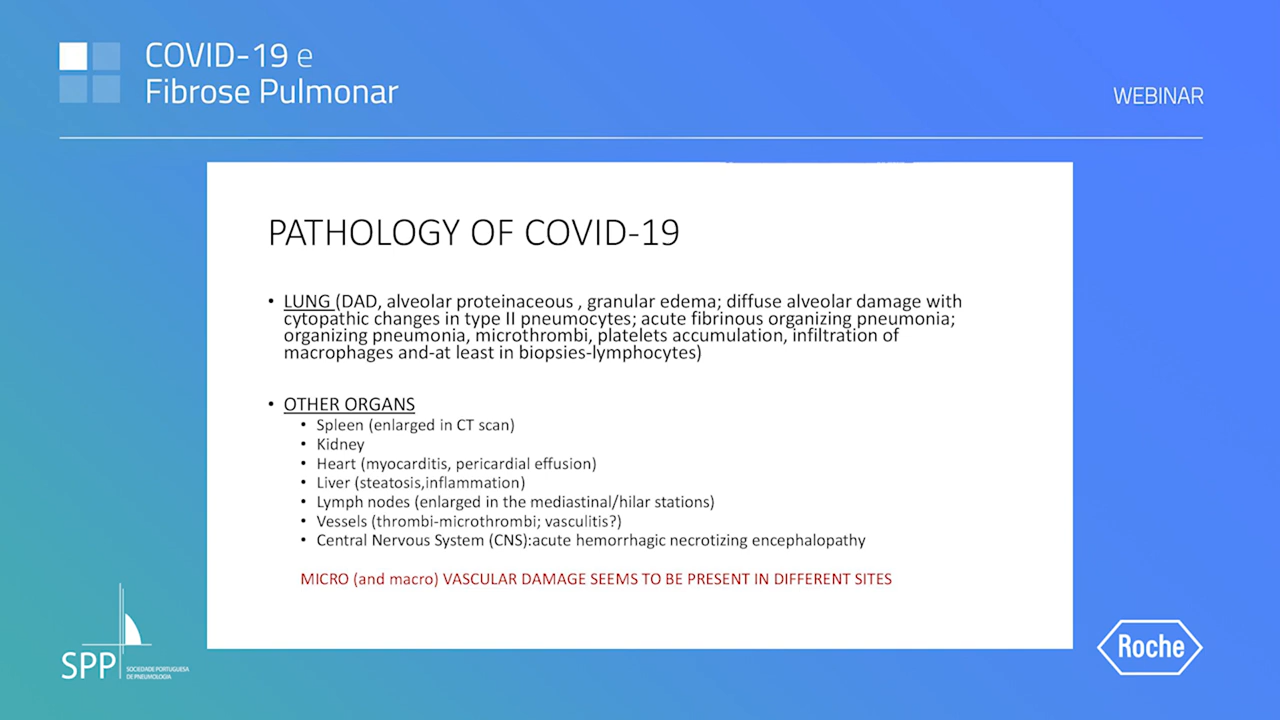 COVID-19 e
Fibrose Pulmonar
WEBINAR
PATHOLOGY OF COVID-19
• LUNG (DAD, alveolar proteinaceous , granular edema; diffuse alveolar damage with
cytopathic changes in type II pneumocytes; acute fibrinous organizing pneumonia;
organizing pneumonia, microthrombi, platelets accumulation, infiltration of
macrophages and-at least in biopsies-lymphocytes)
• OTHER ORGANS
• Spleen (enlarged in CT scan)
• Kidney
• Heart (myocarditis, pericardial effusion)
• Liver (steatosis,inflammation)
• Lymph nodes (enlarged in the mediastinal/hilar stations)
• Vessels (thrombi-microthrombi; vasculitis?)
• Central Nervous System (CNS):acute hemorrhagic necrotizing encephalopathy
MICRO (and macro) VASCULAR DAMAGE SEEMS TO BE PRESENT IN DIFFERENT SITES
SPP
SOCIEDADE PORTUGUESA
DE PNEUMOLOGIA
Roche